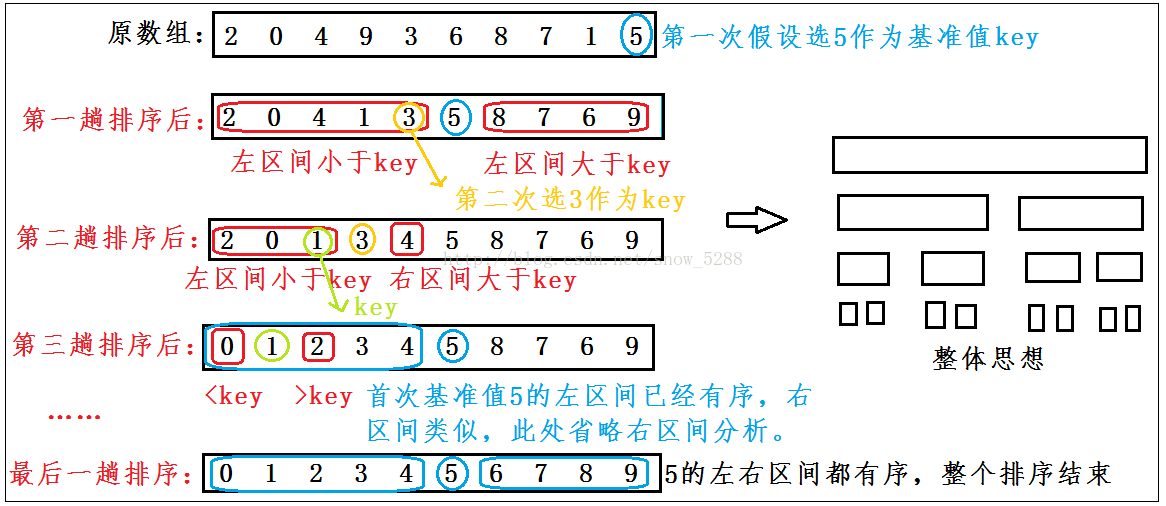 原数组： 2 0 4 9 3 6 8 7 1 5 第一次假设选5作为基准值key
第一趟排序后： 2 0 4 1 3 5 8 7 6 9
左区间小于key 左区间大于key
第二次选3作为key
第二趟排序后： 2 0 1 3 4 5 8 7 6 9
http://blog.csdn.net/snow_5288
左区间小于key 右区间大于key
key
第三趟排序后： 0 1 2 3 4 5 8 7 6 9
整体思想
<key >key 首次基准值5的左区间已经有序，右
区间类似，此处省略右区间分析。
……
最后一趟排序： 0 1 2 3 4 5 6 7 8 9 5的左右区间都有序，整个排序结束